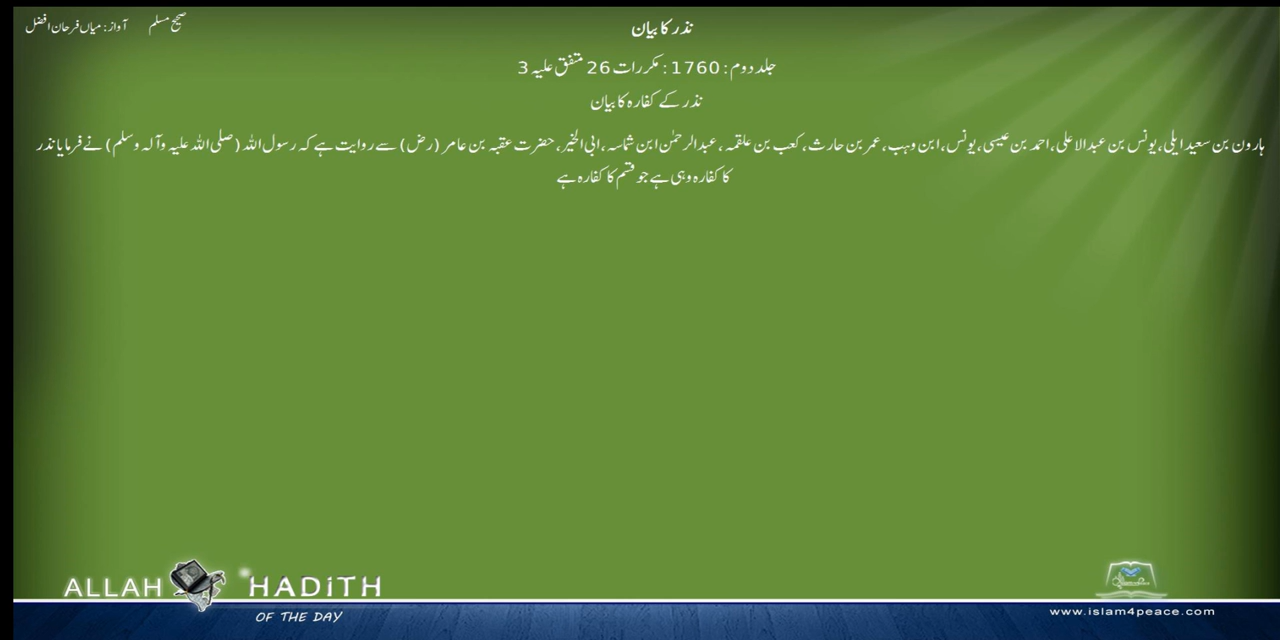 صحیح مسلم آواز: میاں فرحان افضل
نذر کا بیان
جلد دوم : 1760 : مکررات 26 متفق علیہ 3
نذر کے کفارہ کا بیان
ہارون بن سعید ایلی، یونس بن عبدالاعلی، احمد بن عیسی، یونس، ابن وہب، عمر بن حارث، کعب بن علقمہ، عبدالرحمٰن ابن شماسہ، ابی الخیر، حضرت عقبہ بن عامر (رض) سے روایت ہے کہ رسول اللہ (صلی اللہ علیہ وآلہ وسلم) نے فرمایا نذر
کا کفارہ وہی ہے جو قسم کا کفارہ ہے
ALLAH HADITH
OF THE DAY
www.islam4peace.com